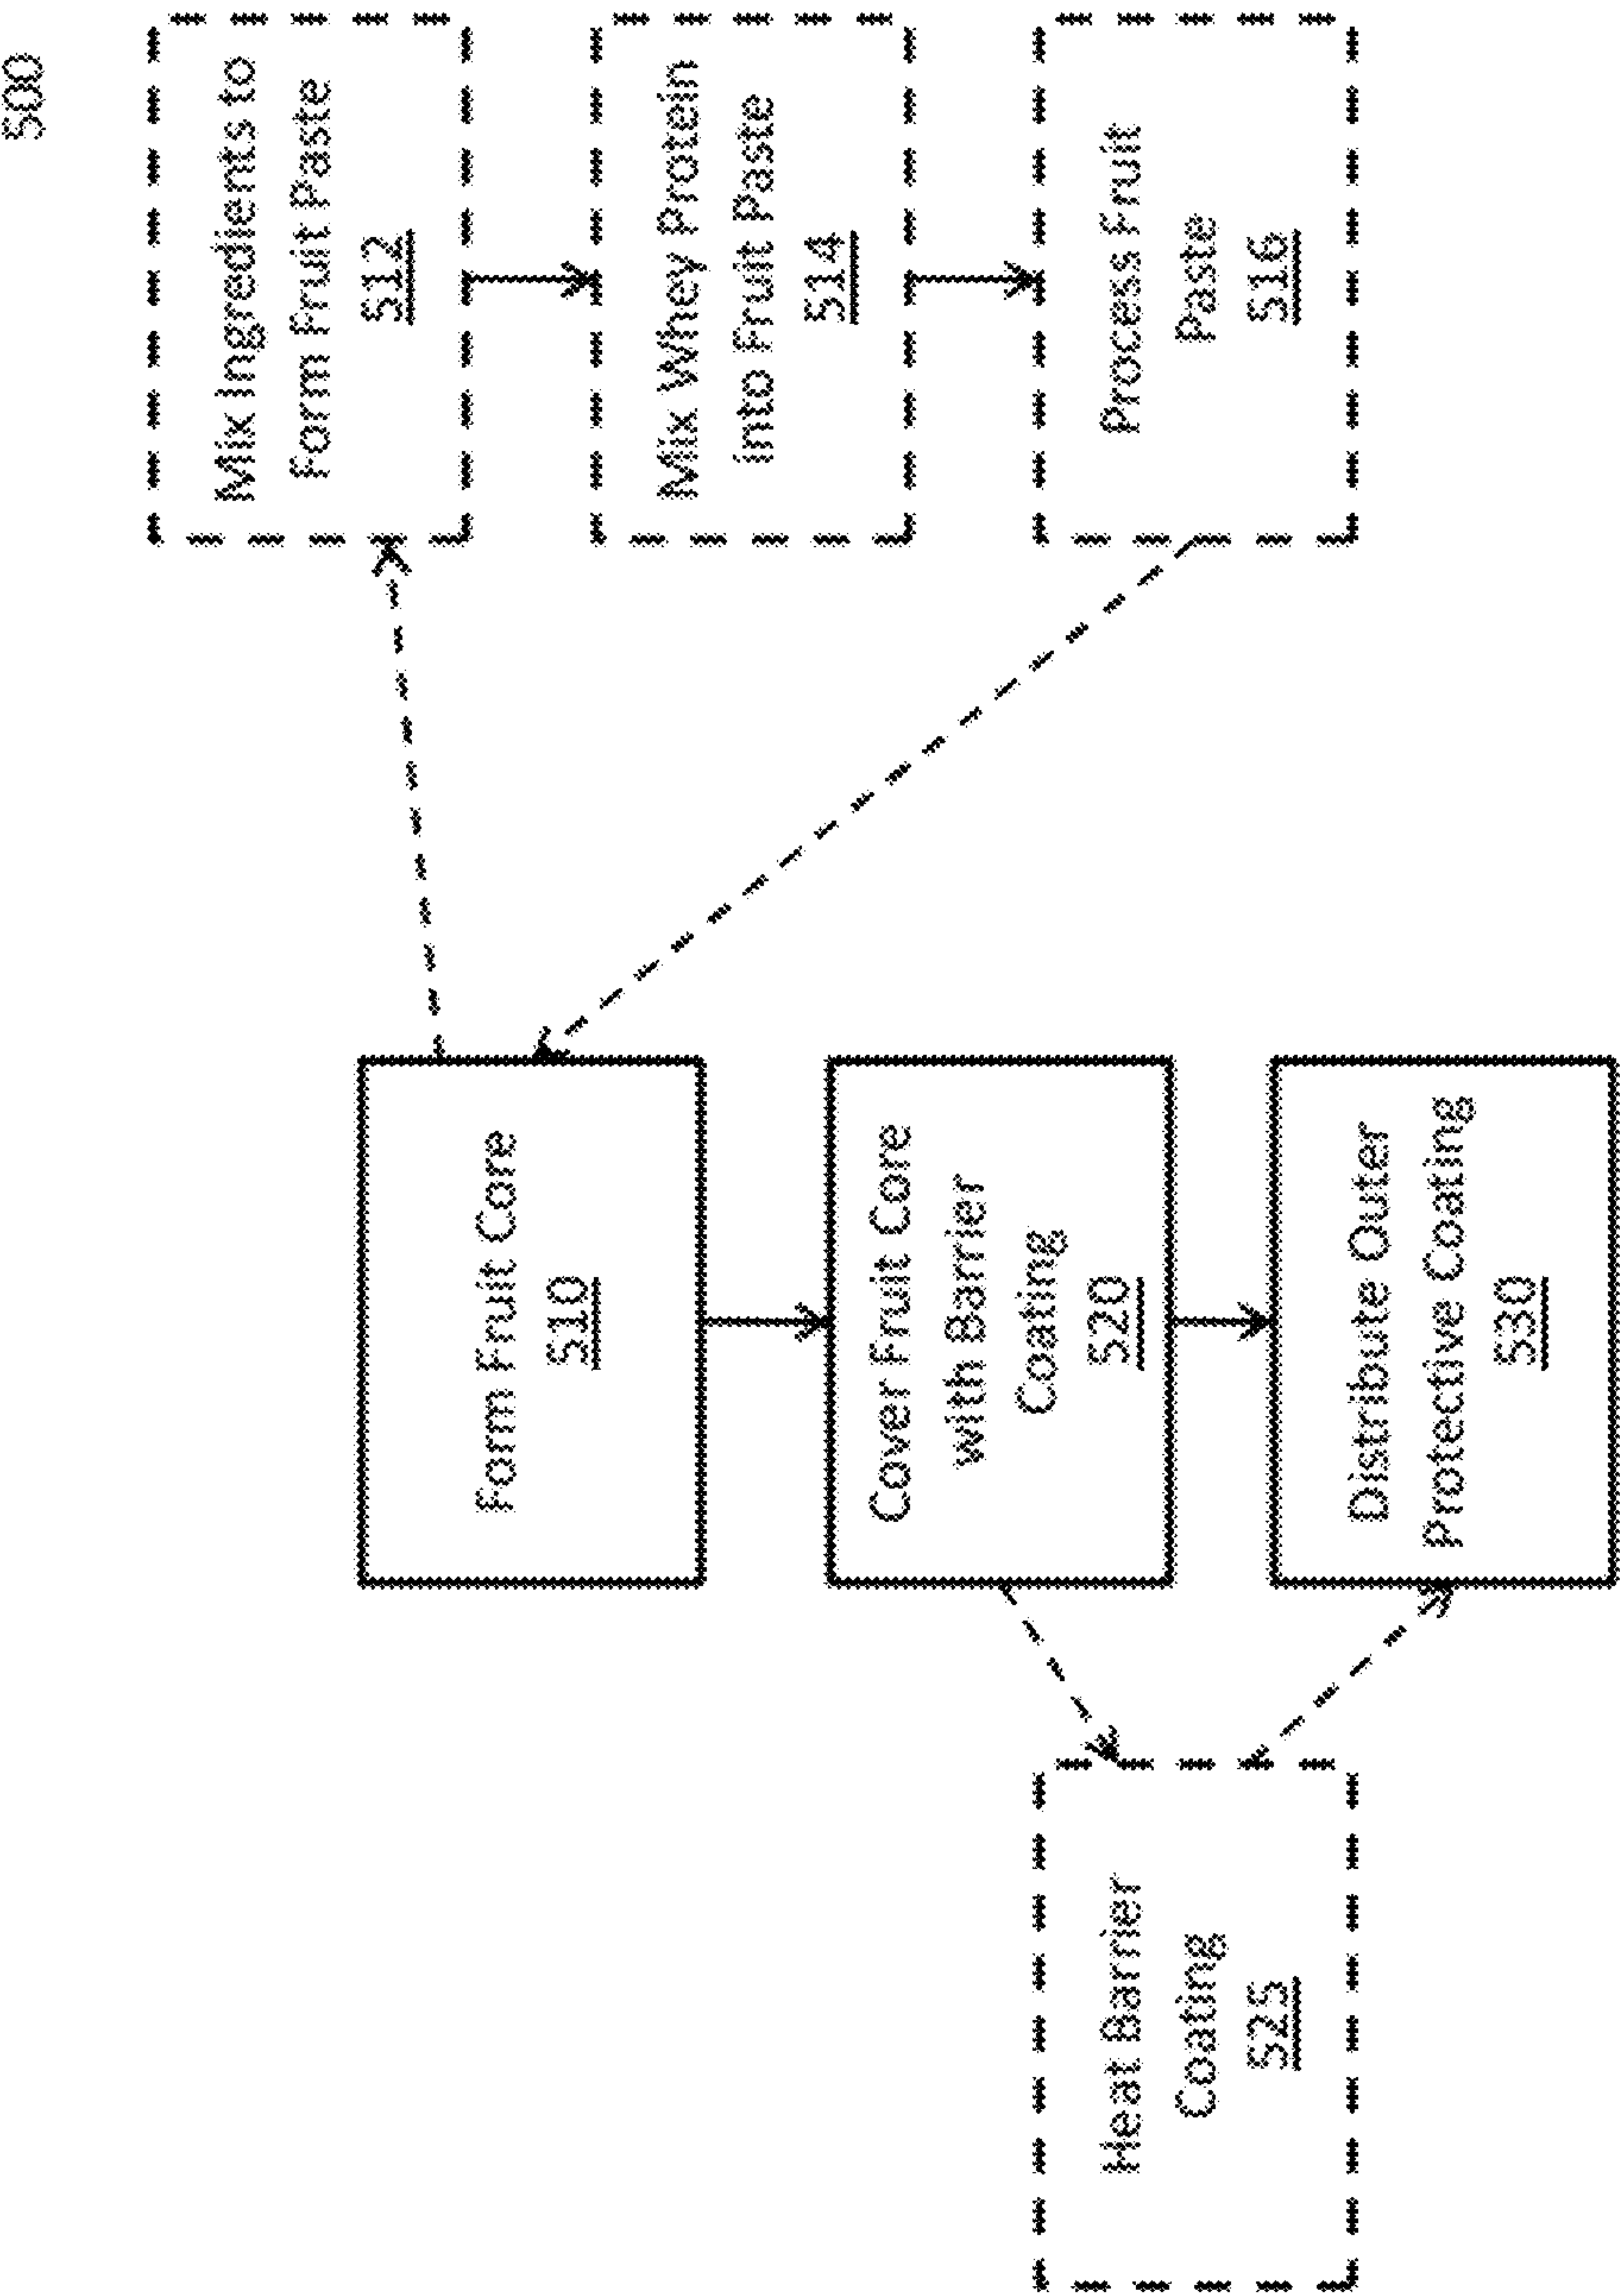 500
Form Fruit Core
510
Cover Fruit Core
with Barrier
Coating
520
Distribute Outer
Protective Coating
530
Mix Ingredients to
Form Fruit Paste
512
Mix Whey Protein
into Fruit Paste
514
Process Fruit
Paste
516
Heat Barrier
Coating
525